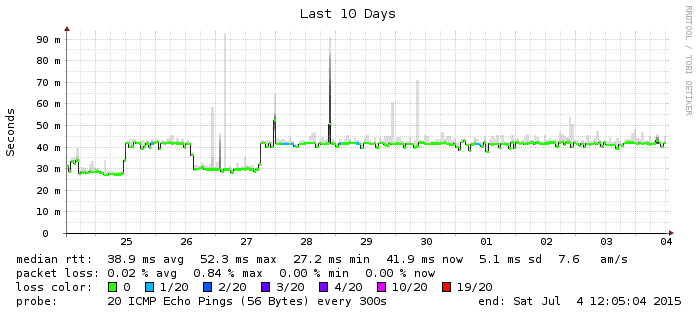 Last 10 Days
RRDTOOL / TOBI OETIKER
Seconds
90 m
80 m
70 m
60 m
50 m
40 m
30 m
20 m
10 m
0
25 26 27 28 29 30 01 02 03 04
median rtt: 38.9 ms avg 52.3 ms max 27.2 ms min 41.9 ms now 5.1 ms sd 7.6 am/s
packet loss: 0.02 % avg 0.84 % max 0.00 % min 0.00 % now
loss color: 0 1/20 2/20 3/20 4/20 10/20 19/20
probe: 20 ICMP Echo Pings (56 Bytes) every 300s end: Sat Jul 4 12:05:04 2015